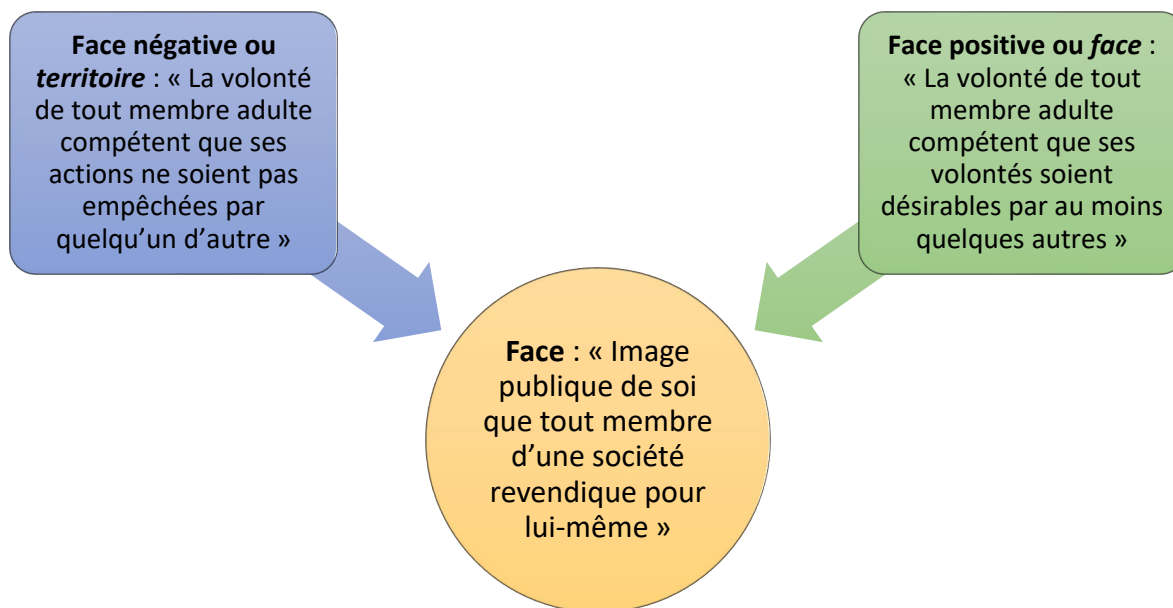 Face négative ou
territoire : « La volonté
de tout membre adulte
compétent que ses
actions ne soient pas
empêchées par
quelqu’un d’autre »
Face positive ou face :
« La volonté de tout
membre adulte
compétent que ses
volontés soient
désirables par au moins
quelques autres »
Face : « Image
publique de soi
que tout membre
d’une société
revendique pour
lui-même »